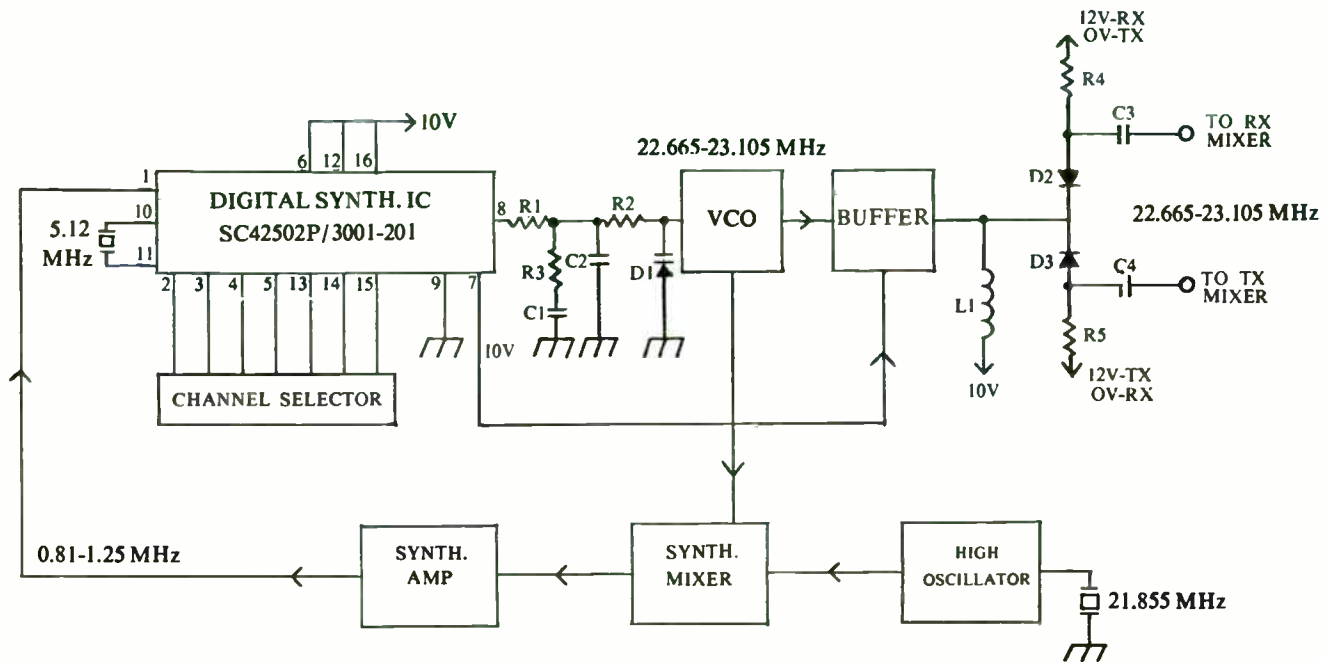 12V-RX
OV-TX
R4
C3
TO RX
MIXER
10V
6
12
16
22.665-23.105 MHz
1
DIGITAL SYNTH. IC
SC42502P/3001-201
10
11
5.12
MHz
8
R1
R2
VCO
BUFFER
D2
22.665-23.105 MHz
R3
C2
D1
D3
C4
TO TX
MIXER
2
3
4
5
13
14
15
9
7
C1
L1
R5
10V
10V
12V-TX
OV-RX
CHANNEL SELECTOR
0.81-1.25 MHz
SYNTH.
AMP
SYNTH.
MIXER
HIGH
OSCILLATOR
21.855 MHz